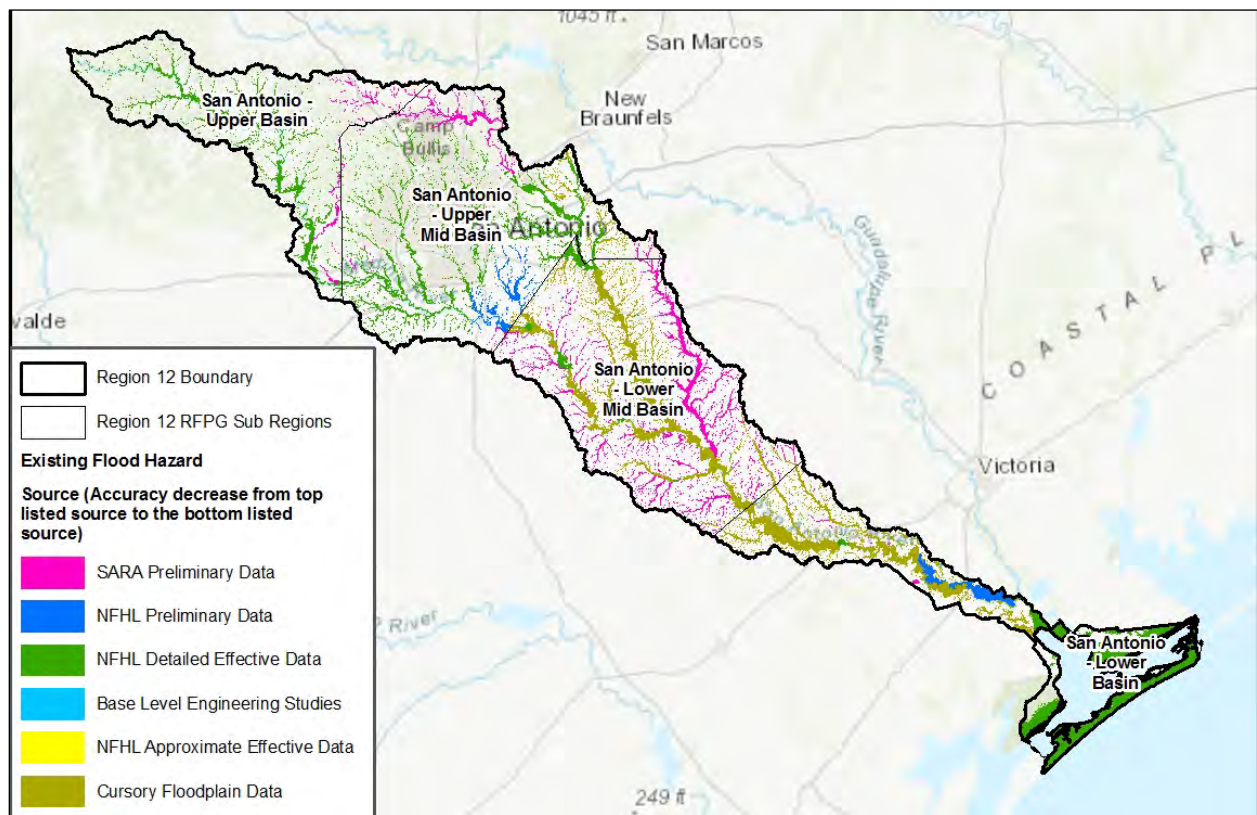 1045 ft
San Marcos
New
Braunfels
San Antonio -
Upper Basin
Camp
Bullis
San Antonio
- Upper
Mid Basin
Antonio
Guadalupe River
COASTAL PL
valde
San Antonio
- Lower
Mid Basin
Victoria
River
San Antonio
- Lower
Basin
249 ft
Region 12 Boundary
Region 12 RFPG Sub Regions
Existing Flood Hazard
Source (Accuracy decrease from top
listed source to the bottom listed
source)
SARA Preliminary Data
NFHL Preliminary Data
NFHL Detailed Effective Data
Base Level Engineering Studies
NFHL Approximate Effective Data
Cursory Floodplain Data